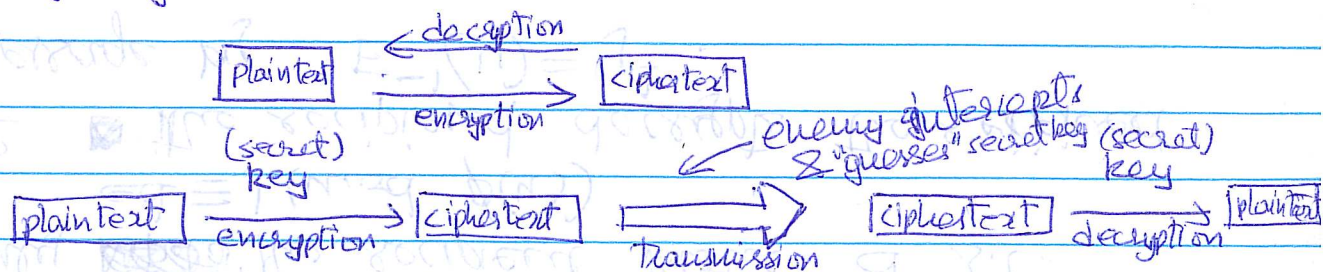 decryption
plaintext ciphertext
encryption
enemy intercepts
(secret) & "guesses" secret key (secret)
key key
plaintext encryption ciphertext Transmission ciphertext decryption plaintext